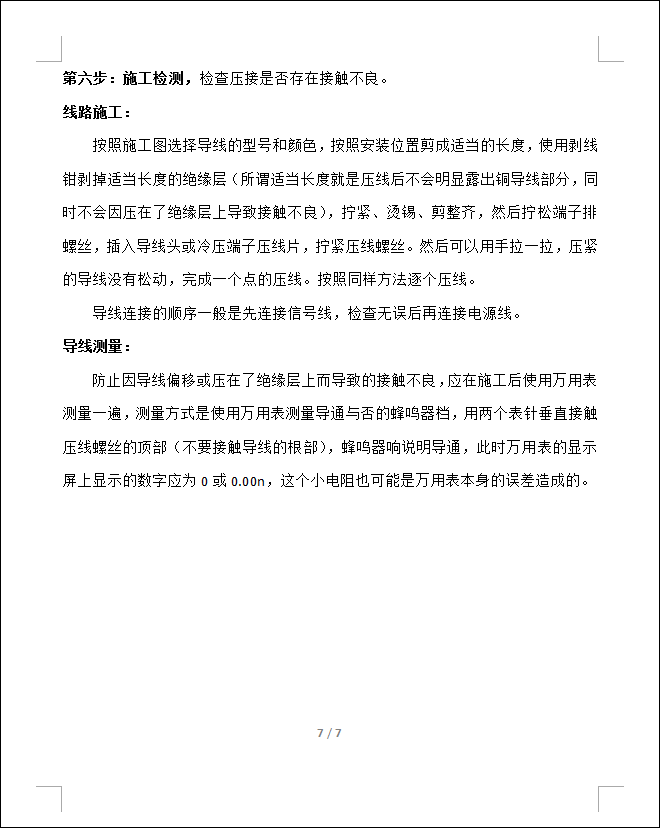 第六步：施工检测，检查压接是否存在接触不良。
线路施工：
按照施工图选择导线的型号和颜色，按照安装位置剪成适当的长度，使用剥线
钳剥掉适当长度的绝缘层（所谓适当长度就是压线后不会明显露出铜导线部分，同
时不会因压在了绝缘层上导致接触不良），拧紧、烫锡、剪整齐，然后拧松端子排
螺丝，插入导线头或冷压端子压线片，拧紧压线螺丝。然后可以用手拉一拉，压紧
的导线没有松动，完成一个点的压线。按照同样方法逐个压线。
导线连接的顺序一般是先连接信号线，检查无误后再连接电源线。
导线测量：
防止因导线偏移或压在了绝缘层上而导致的接触不良，应在施工后使用万用表
测量一遍，测量方式是使用万用表测量导通与否的蜂鸣器档，用两个表针垂直接触
压线螺丝的顶部（不要接触导线的根部），蜂鸣器响说明导通，此时万用表的显示
屏上显示的数字应为 0 或 0.00n，这个小电阻也可能是万用表本身的误差造成的。
7 / 7